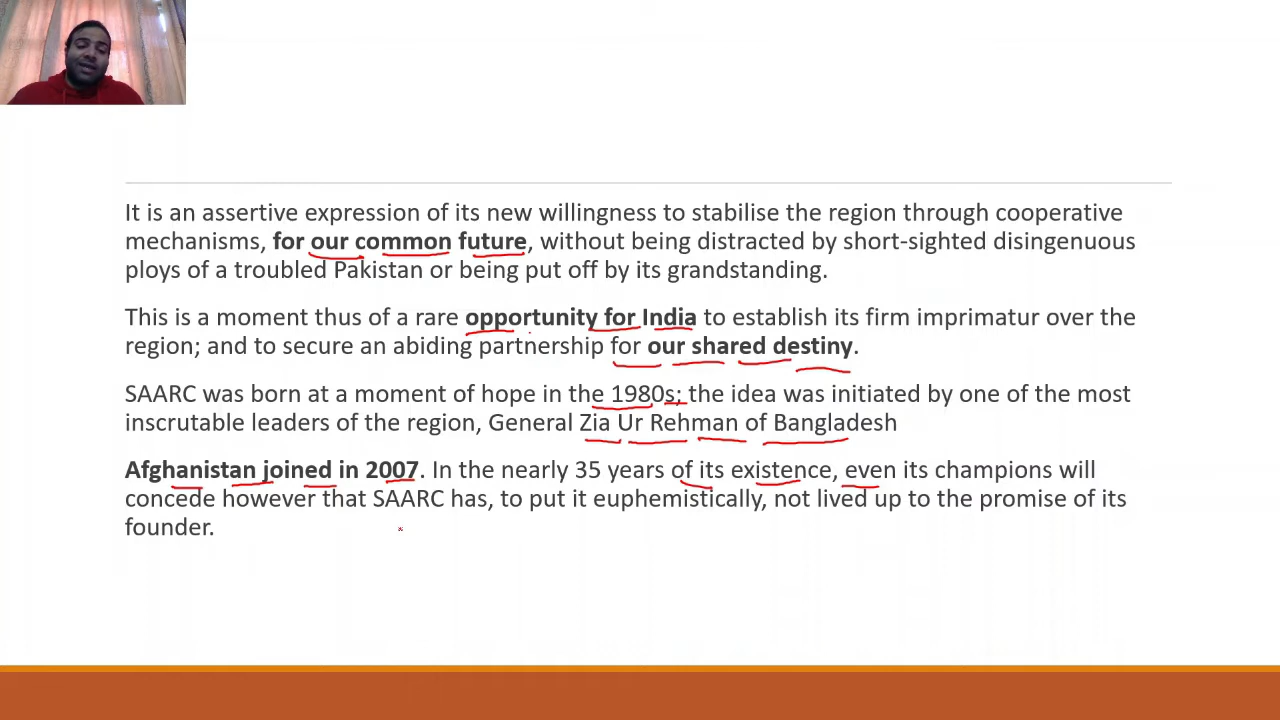 It is an assertive expression of its new willingness to stabilise the region through cooperative
mechanisms, for our common future, without being distracted by short-sighted disingenuous
ploys of a troubled Pakistan or being put off by its grandstanding.
This is a moment thus of a rare opportunity for India to establish its firm imprimatur over the
region; and to secure an abiding partnership for our shared destiny.
SAARC was born at a moment of hope in the 1980s; the idea was initiated by one of the most
inscrutable leaders of the region, General Zia Ur Rehman of Bangladesh
Afghanistan joined in 2007. In the nearly 35 years of its existence, even its champions will
concede however that SAARC has, to put it euphemistically, not lived up to the promise of its
founder.